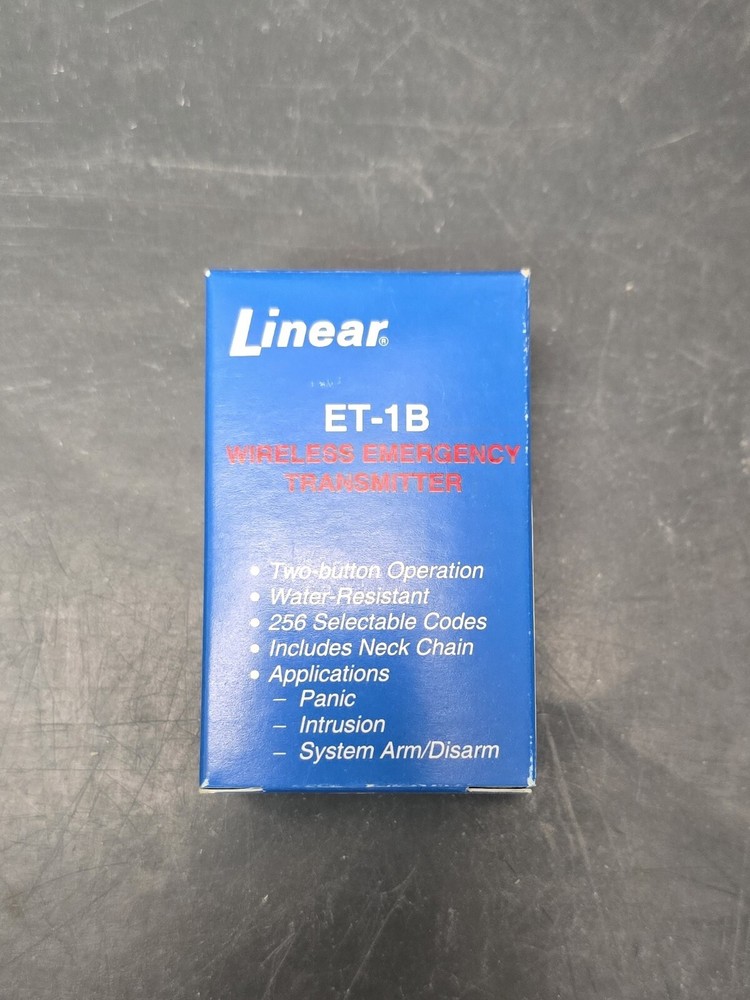 Linear®
ET-1B
WIRELESS EMERGENCY
TRANSMITTER
• Two-button Operation
• Water-Resistant
• 256 Selectable Codes
• Includes Neck Chain
• Applications
– Panic
– Intrusion
– System Arm/Disarm